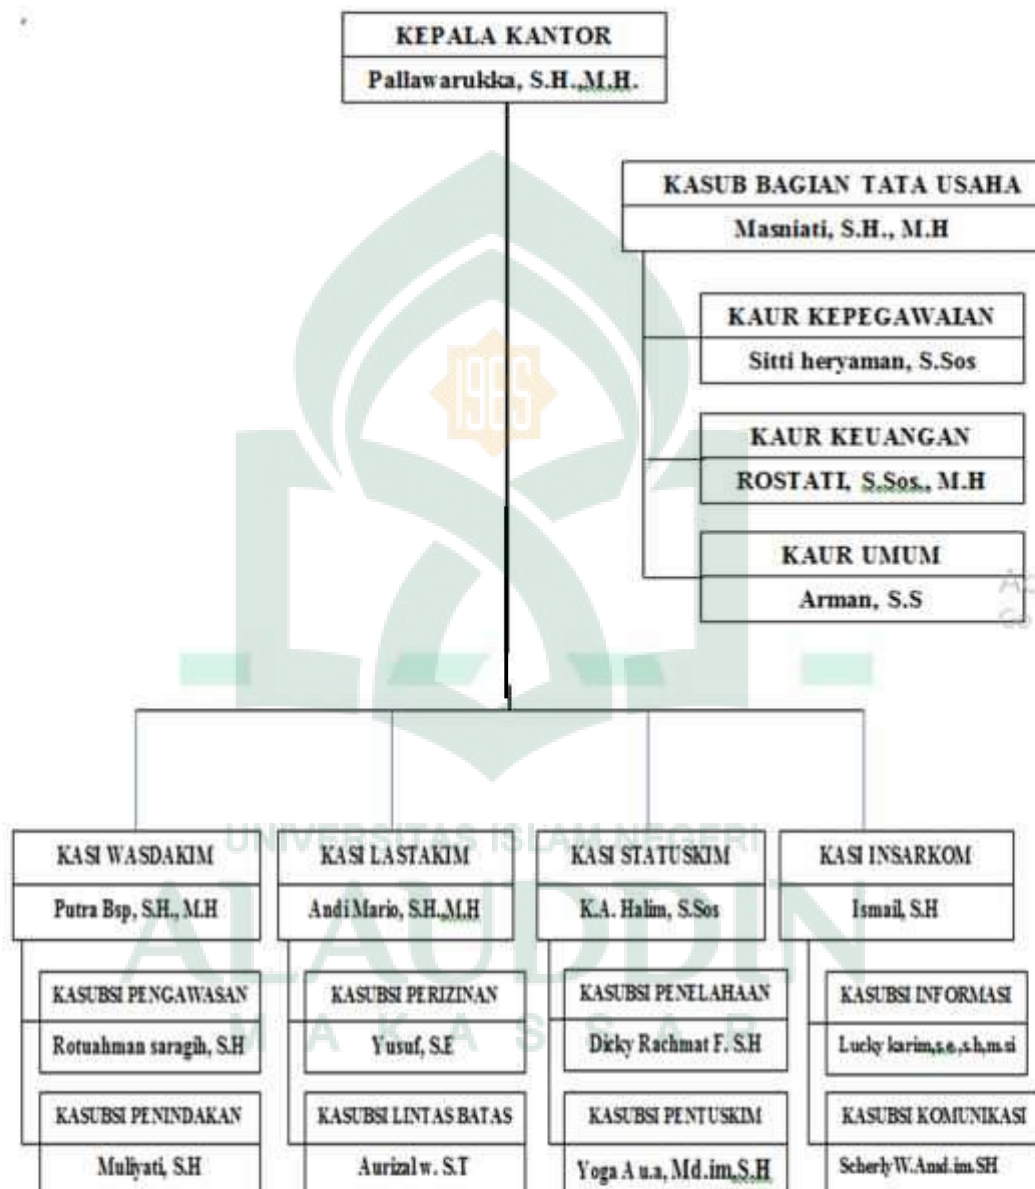 KEPALA KANTOR
Pallawarukka, S.H.,M.H.
KASUB BAGIAN TATA USAHA
Masniati, S.H., M.H
KAUR KEPEGAWAIAN
Sitti heryaman, S.Sos
KAUR KEUANGAN
ROSTATI, S.Sos., M.H
KAUR UMUM
Arman, S.S
1965
UNIVERSITAS ISLAM NEGERI
ALAUDDIN
MAKASSAR
KASI WASDAKIM
Putra Bsp, S.H., M.H
KASUBSI PENGAWASAN
Rotuahman saragih, S.H
KASUBSI PENINDAKAN
Muliyati, S.H
KASI LASTAKIM
Andi Mario, S.H.,M.H
KASUBSI PERIZINAN
Yusuf, S.E
KASUBSI LINTAS BATAS
Aurizal w. S.T
KASI STATUSKIM
K.A. Halim, S.Sos
KASUBSI PENELAHAAN
Dicky Rachmat F. S.H
KASUBSI PENTUSKIM
Yoga A u.a, Md.im,S.H
KASI INSARKOM
Ismail, S.H
KASUBSI INFORMASI
Lucky karim,s.e.,s.h,m.si
KASUBSI KOMUNIKASI
Scherly W.Amd.im.SH